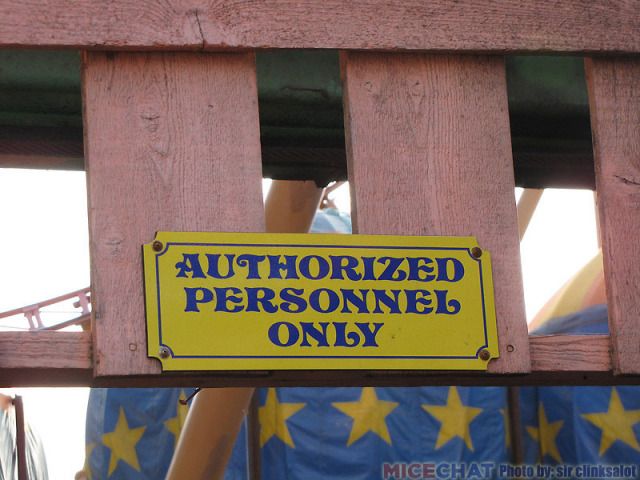 AUTHORIZED
PERSONNEL
ONLY
MICECHAT Photo by: sir clinksalot